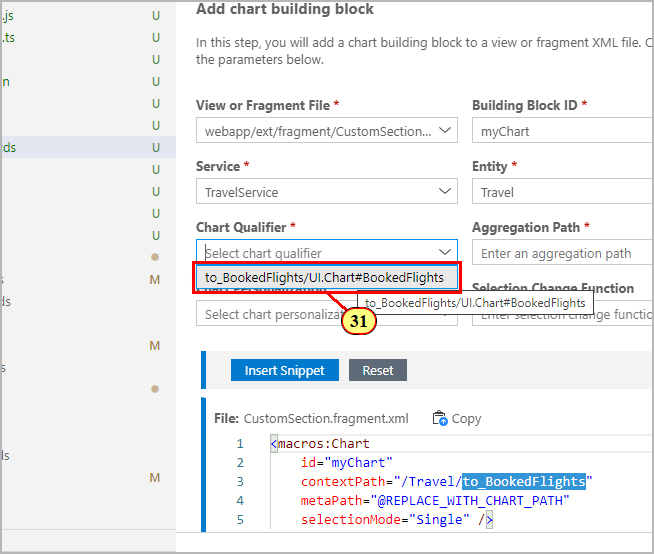 .js U
.ts U
U
n U
U
U
:ds U
U
U
U
s M
ds
M
s
ls
M
Add chart building block
In this step, you will add a chart building block to a view or fragment XML file. C
the parameters below.
View or Fragment File * Building Block ID *
webapp/ext/fragment/CustomSection... myChart
Service * Entity *
TravelService Travel
Chart Qualifier * Aggregation Path *
Select chart qualifier Enter an aggregation path
to_BookedFlights/UI.Chart#BookedFlights
Chart Personalization Selection Change Function
to_BookedFlights/UI.Chart#BookedFlights
Select chart personalizat Enter selection change functio
31
Insert Snippet Reset
File: CustomSection.fragment.xml Copy
1 <macros:Chart
2 id="myChart"
3 contextPath="/Travel/to_BookedFlights"
4 metaPath="@REPLACE_WITH_CHART_PATH"
5 selectionMode="Single" />